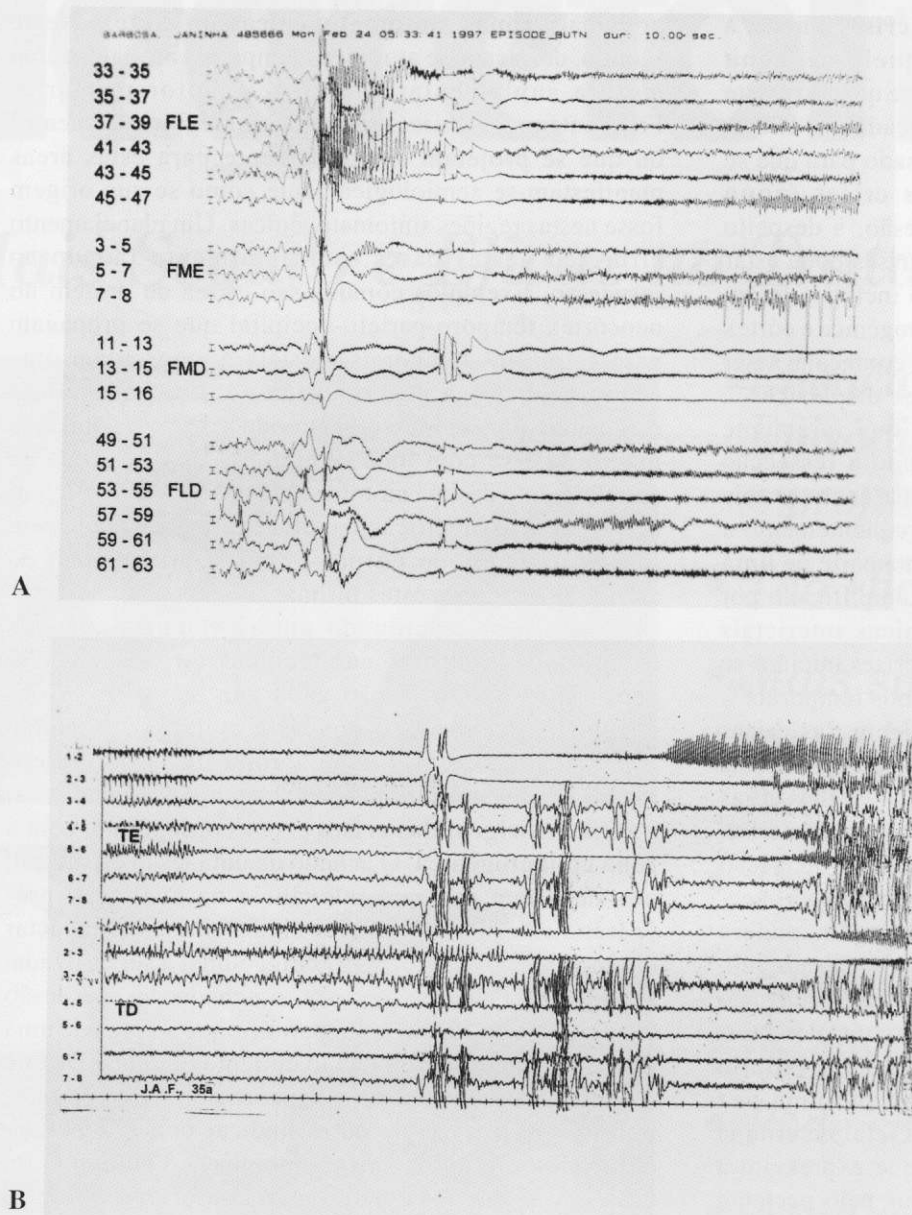 BARBOSA, JANINHA 485666 Mon Feb 24 05:33:41 1997 EPISODE_BUTN dur: 10.00 sec.
33 - 35
35 - 37
37 - 39 FLE
41 - 43
43 - 45
45 - 47
3 - 5
5 - 7 FME
7 - 8
11 - 13
13 - 15 FMD
15 - 16
49 - 51
51 - 53
53 - 55 FLD
57 - 59
59 - 61
61 - 63
A
1-2
2-3
3-4
4-5
TE
5-6
6-7
7-8
1-2
2-3
3-4
4-5
TD
5-6
6-7
7-8
J.A.F., 35a
B